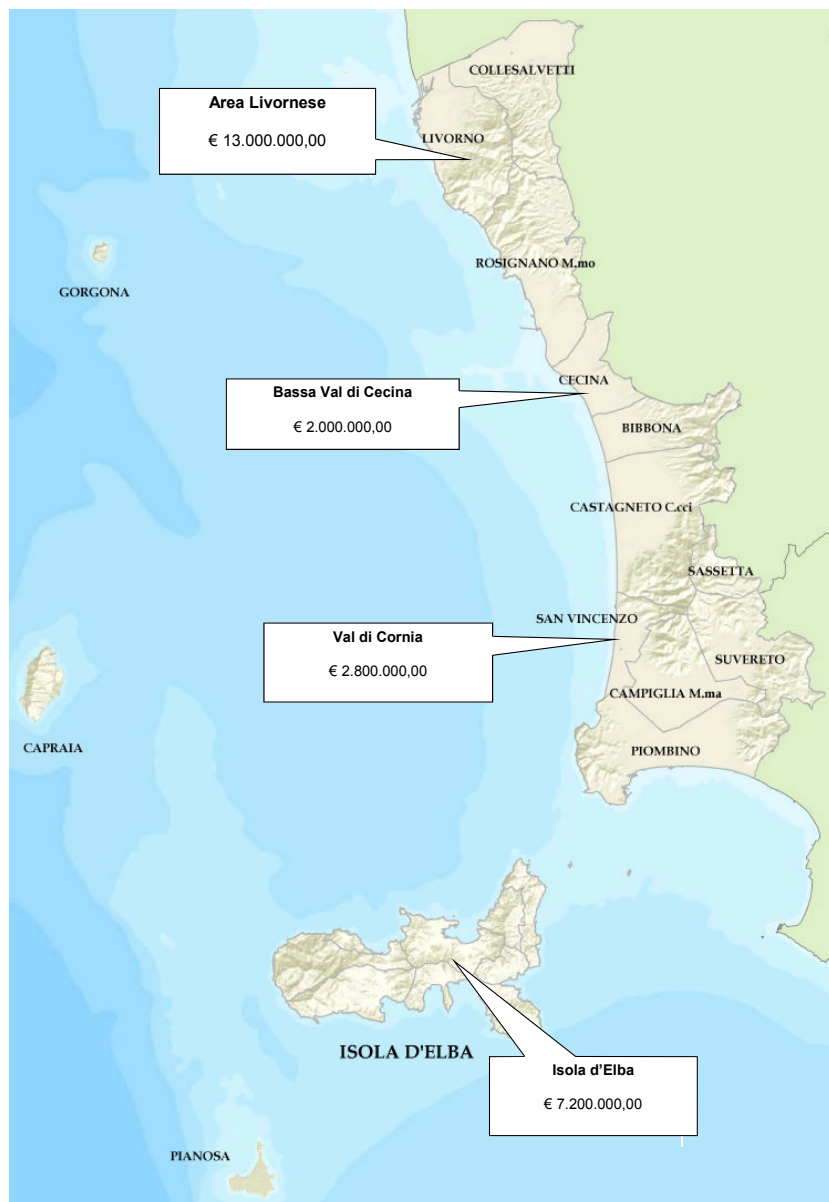 COLLESALVETTI
Area Livornese
€ 13.000.000,00
LIVORNO
ROSIGNANO M.mo
GORGONA
CECINA
Bassa Val di Cecina
€ 2.000.000,00
BIBBONA
CASTAGNETO C.cci
SASSETTA
SAN VINCENZO
Val di Cornia
€ 2.800.000,00
SUVERETO
CAMPIGLIA M.ma
CAPRAIA
PIOMBINO
ISOLA D'ELBA
Isola d’Elba
€ 7.200.000,00
PIANOSA